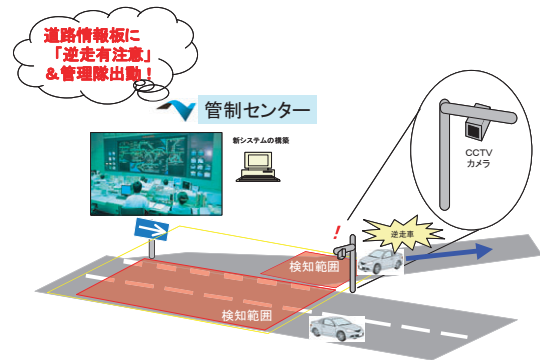 道路情報板に
「逆走有注意」
&管理隊出動！
管制センター
新システムの構築
CCTV
カメラ
!
逆走車
検知範囲
検知範囲